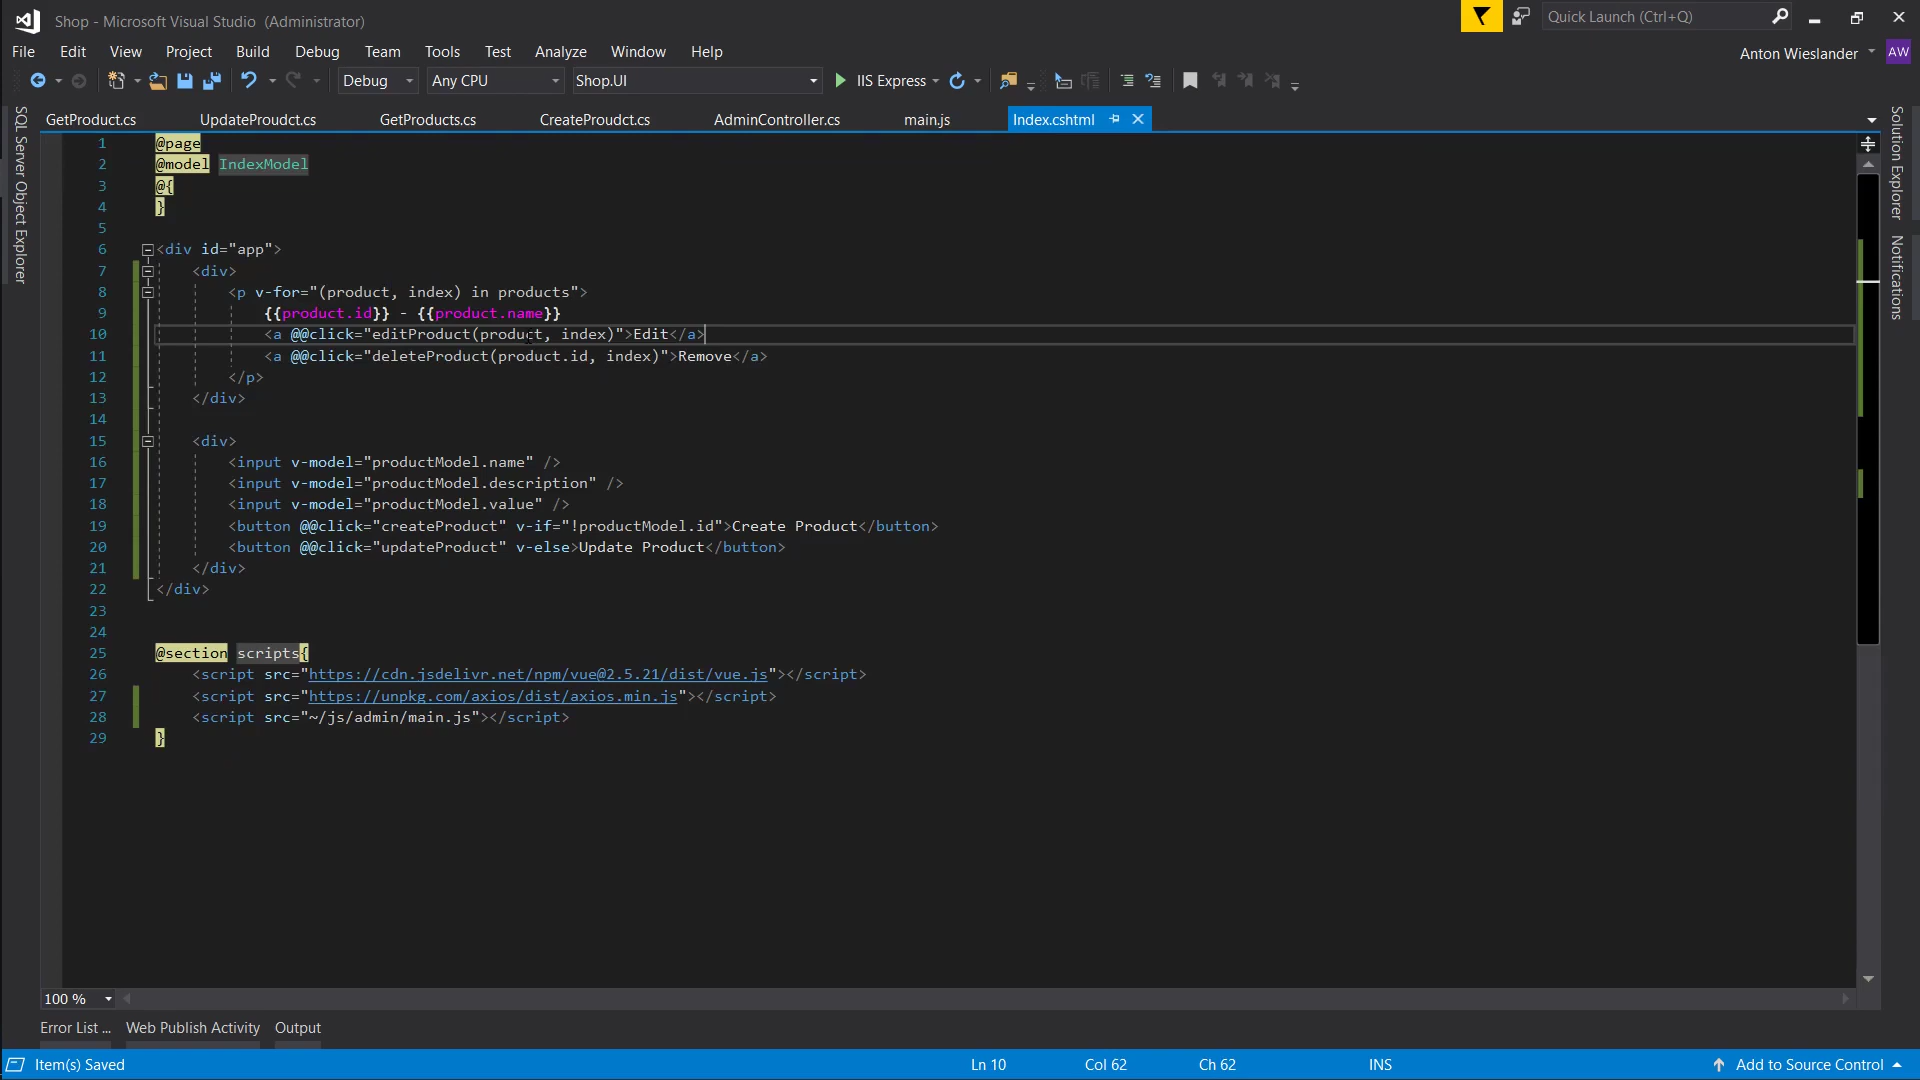 Shop - Microsoft Visual Studio (Administrator)
Quick Launch (Ctrl+Q)
File Edit View Project Build Debug Team Tools Test Analyze Window Help
Anton Wieslander AW
Debug Any CPU Shop.UI IIS Express
SQL Server Object Explorer
GetProduct.cs UpdateProudct.cs GetProducts.cs CreateProudct.cs AdminController.cs main.js Index.cshtml
Solution Explorer
Notifications
1 @page
2 @model IndexModel
3 @{
4 }
5
6 <div id="app">
7 <div>
8 <p v-for="(product, index) in products">
9 {{product.id}} - {{product.name}}
10 <a @@click="editProduct(product, index)">Edit</a>
11 <a @@click="deleteProduct(product.id, index)">Remove</a>
12 </p>
13 </div>
14
15 <div>
16 <input v-model="productModel.name" />
17 <input v-model="productModel.description" />
18 <input v-model="productModel.value" />
19 <button @@click="createProduct" v-if="!productModel.id">Create Product</button>
20 <button @@click="updateProduct" v-else>Update Product</button>
21 </div>
22 </div>
23
24
25 @section scripts{
26 <script src="https://cdn.jsdelivr.net/npm/vue@2.5.21/dist/vue.js"></script>
27 <script src="https://unpkg.com/axios/dist/axios.min.js"></script>
28 <script src="~/js/admin/main.js"></script>
29 }
100 %
Error List ... Web Publish Activity Output
Item(s) Saved Ln 10 Col 62 Ch 62 INS Add to Source Control